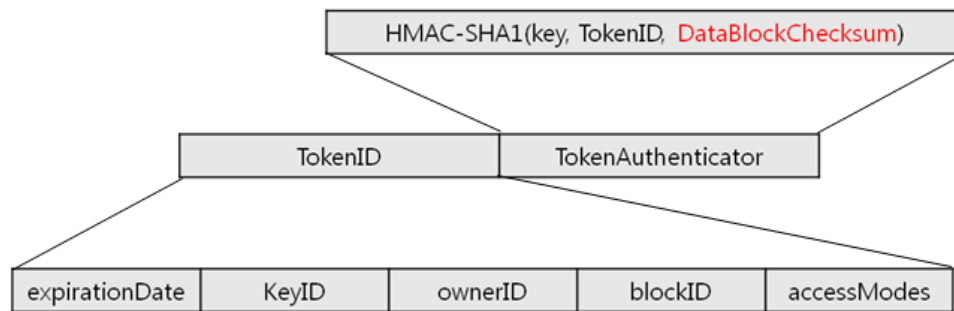 HMAC-SHA1(key, TokenID, DataBlockChecksum)
TokenID TokenAuthenticator
expirationDate KeyID ownerID blockID accessModes